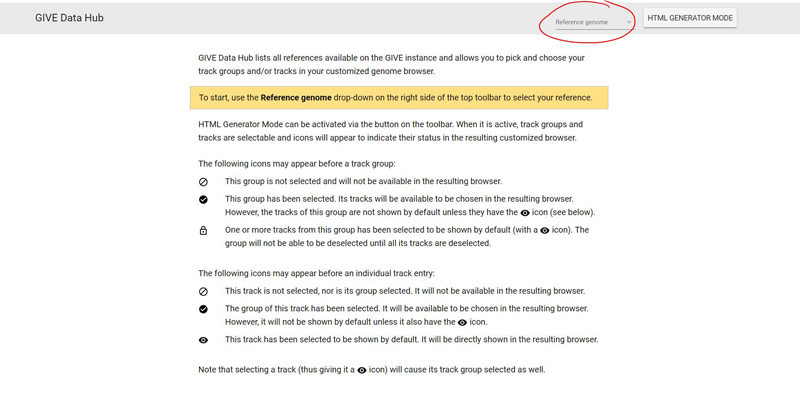 GIVE Data Hub
Reference genome
HTML GENERATOR MODE
GIVE Data Hub lists all references available on the GIVE instance and allows you to pick and choose your
track groups and/or tracks in your customized genome browser.
To start, use the Reference genome drop-down on the right side of the top toolbar to select your reference.
HTML Generator Mode can be activated via the button on the toolbar. When it is active, track groups and
tracks are selectable and icons will appear to indicate their status in the resulting customized browser.
The following icons may appear before a track group:
This group is not selected and will not be available in the resulting browser.
This group has been selected. Its tracks will be available to be chosen in the resulting browser.
However, the tracks of this group are not shown by default unless they have the icon (see below).
One or more tracks from this group has been selected to be shown by default (with a icon). The
group will not be able to be deselected until all its tracks are deselected.
The following icons may appear before an individual track entry:
This track is not selected, nor is its group selected. It will not be available in the resulting browser.
The group of this track has been selected. It will be available to be chosen in the resulting browser.
However, it will not be shown by default unless it also have the icon.
This track has been selected to be shown by default. It will be directly shown in the resulting browser.
Note that selecting a track (thus giving it a icon) will cause its track group selected as well.